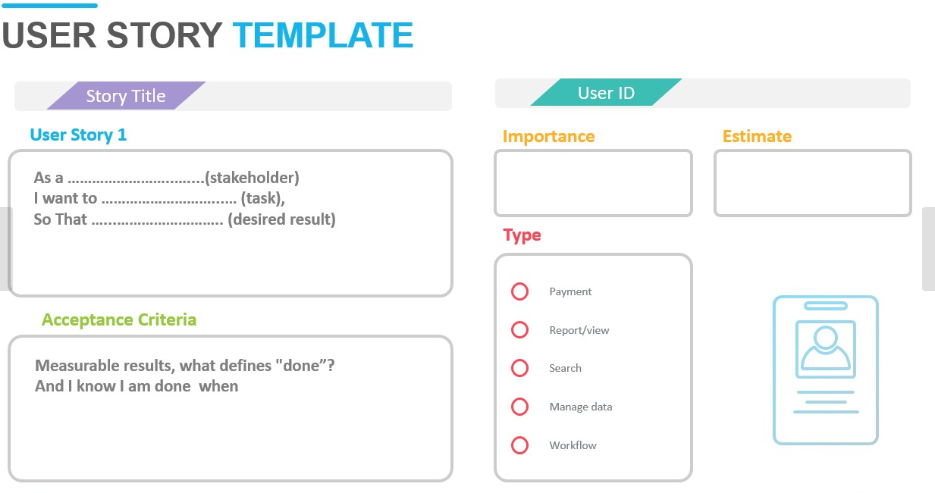 USER STORY TEMPLATE
Story Title
User Story 1
As a .................................(stakeholder)
I want to ................................ (task),
So That ................................ (desired result)
Acceptance Criteria
Measurable results, what defines "done”?
And I know I am done  when
User ID
Importance
Estimate
Type
Payment
Report/view
Search
Manage data
Workflow